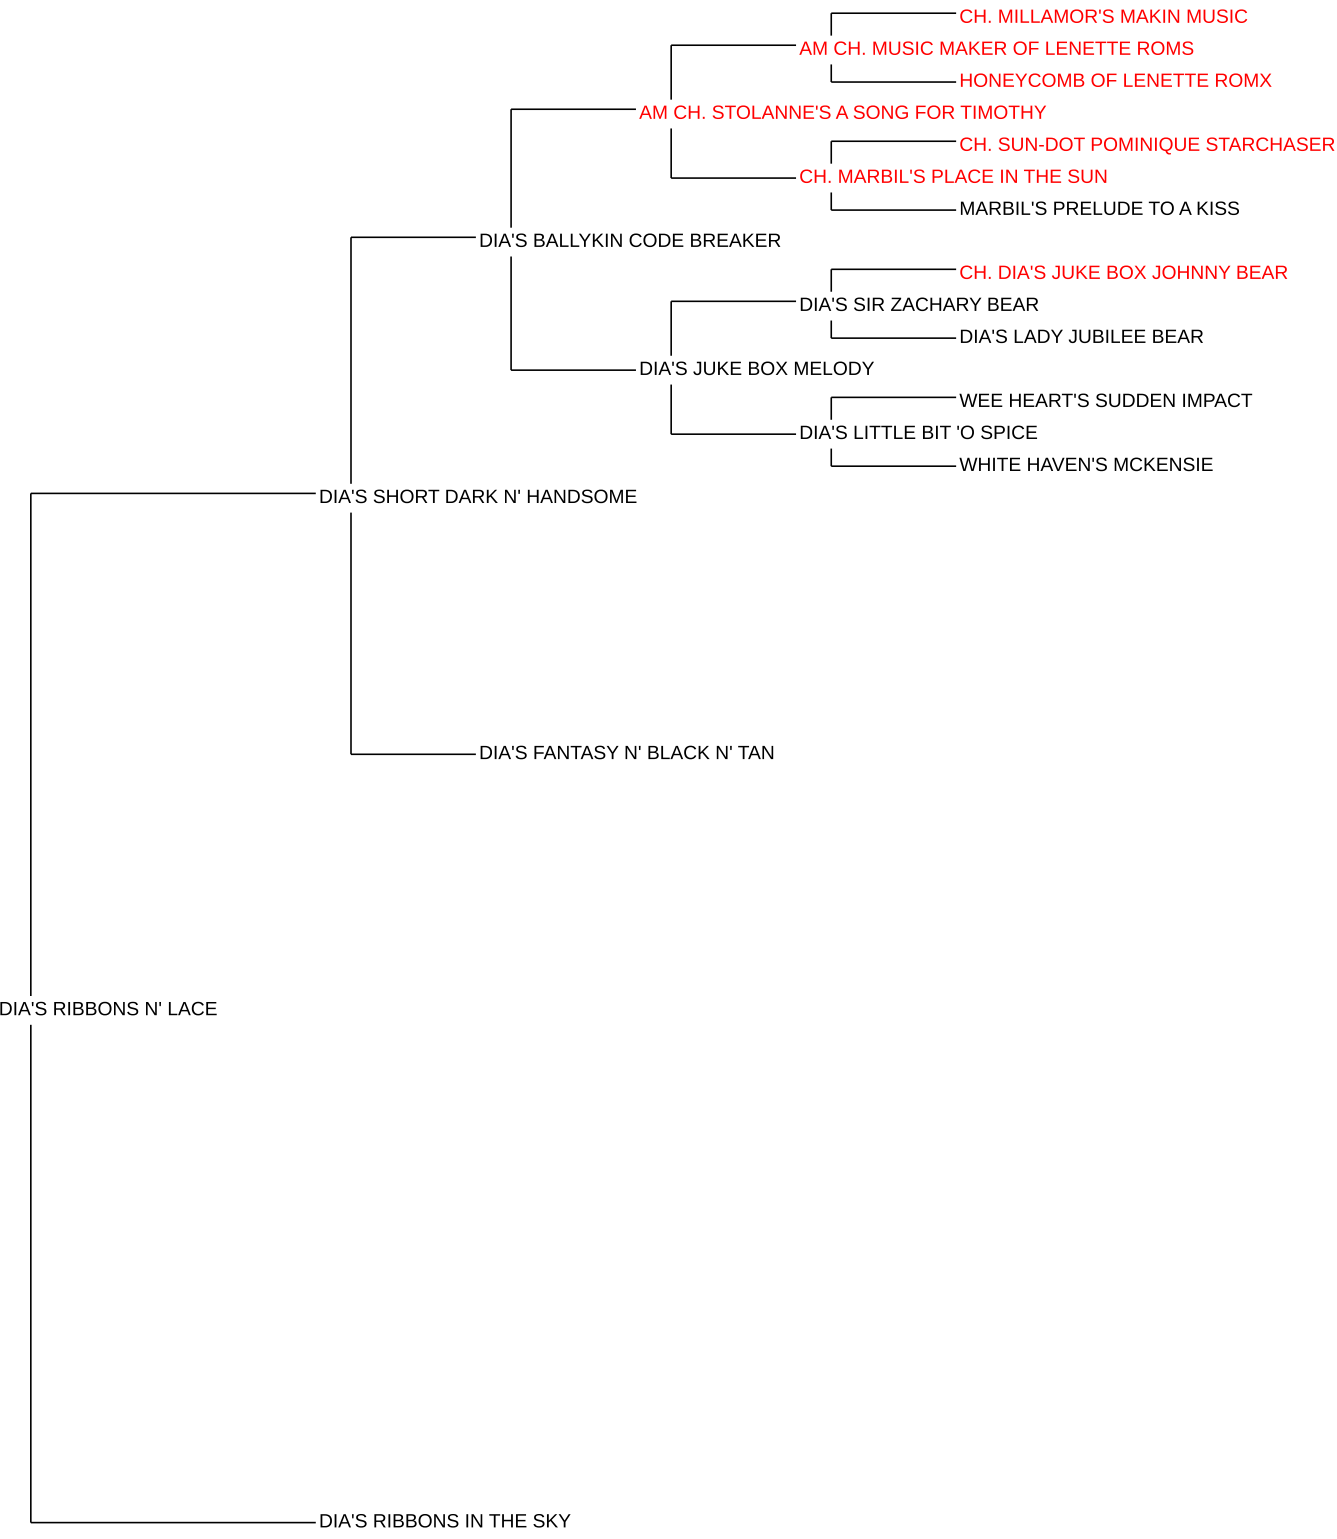 CH. MILLAMOR'S MAKIN MUSIC
AM CH. MUSIC MAKER OF LENETTE ROMS
HONEYCOMB OF LENETTE ROMX
AM CH. STOLANNE'S A SONG FOR TIMOTHY
CH. SUN-DOT POMINIQUE STARCHASER
CH. MARBIL'S PLACE IN THE SUN
MARBIL'S PRELUDE TO A KISS
DIA'S BALLYKIN CODE BREAKER
CH. DIA'S JUKE BOX JOHNNY BEAR
DIA'S SIR ZACHARY BEAR
DIA'S LADY JUBILEE BEAR
DIA'S JUKE BOX MELODY
WEE HEART'S SUDDEN IMPACT
DIA'S LITTLE BIT 'O SPICE
WHITE HAVEN'S MCKENSIE
DIA'S SHORT DARK N' HANDSOME
DIA'S FANTASY N' BLACK N' TAN
DIA'S RIBBONS N' LACE
DIA'S RIBBONS IN THE SKY